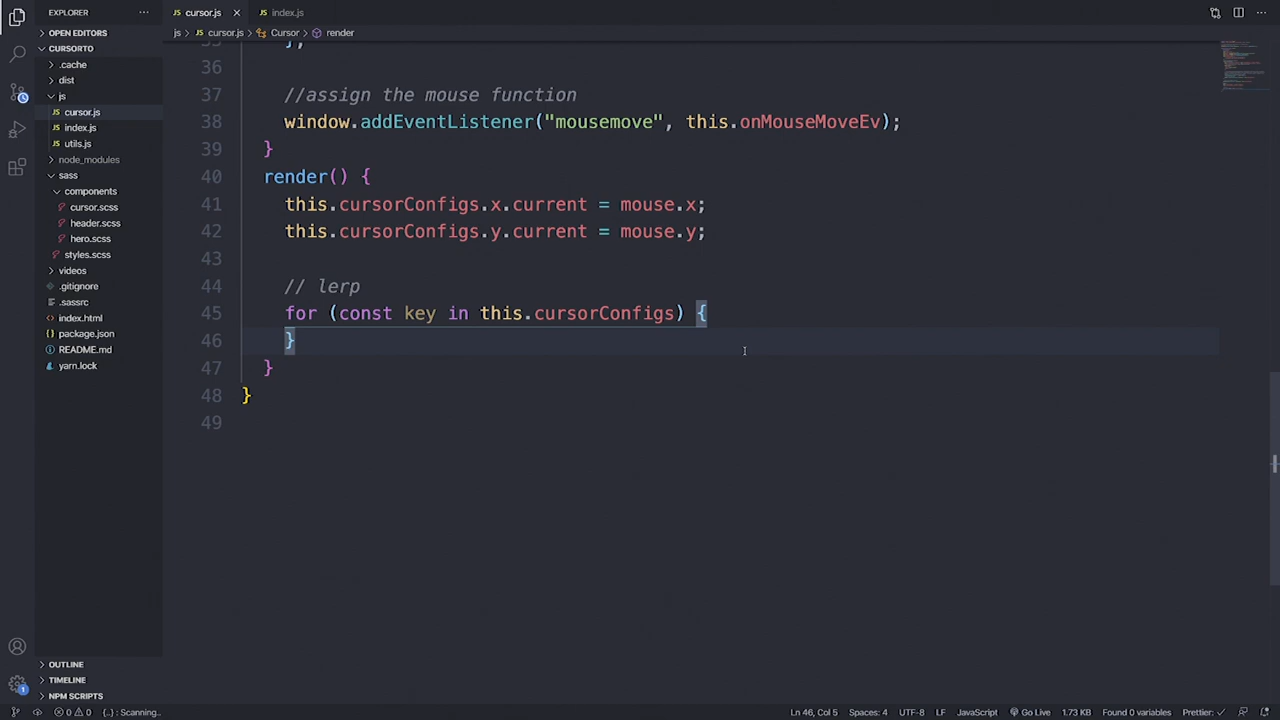 EXPLORER
cursor.js
index.js
OPEN EDITORS
js > cursor.js > Cursor > render
CURSORTO
.cache
dist
js
cursor.js
index.js
utils.js
node_modules
sass
components
cursor.scss
header.scss
hero.scss
styles.scss
videos
.gitignore
.sassrc
index.html
package.json
README.md
yarn.lock
36
37 //assign the mouse function
38 window.addEventListener("mousemove", this.onMouseMoveEv);
39 }
40 render() {
41 this.cursorConfigs.x.current = mouse.x;
42 this.cursorConfigs.y.current = mouse.y;
43
44 // lerp
45 for (const key in this.cursorConfigs) {
46 }
47 }
48 }
49
OUTLINE
TIMELINE
NPM SCRIPTS
1
0 0 {..} : Scanning.. Ln 46, Col 5 Spaces: 4 UTF-8 LF JavaScript Go Live 1.73 KB Found 0 variables Prettier: ✓